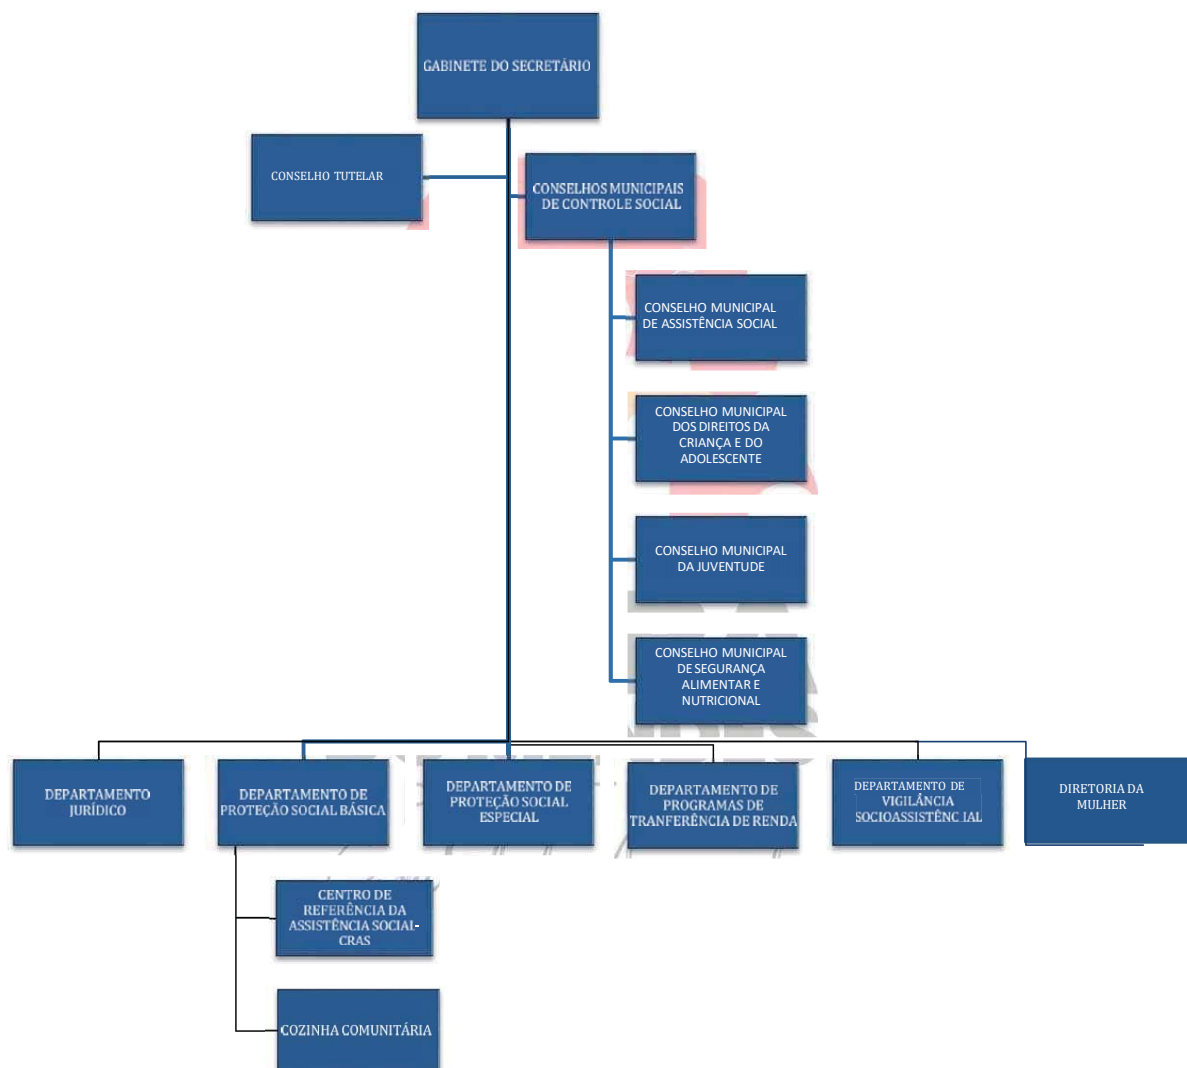 GABINETE DO SECRETÁRIO
CONSELHO TUTELAR
CONSELHOS MUNICIPAIS
DE CONTROLE SOCIAL
CONSELHO MUNICIPAL
DE ASSISTÊNCIA SOCIAL
CONSELHO MUNICIPAL
DOS DIREITOS DA
CRIANÇA E DO
ADOLESCENTE
CONSELHO MUNICIPAL
DA JUVENTUDE
CONSELHO MUNICIPAL
DE SEGURANÇA
ALIMENTAR E
NUTRICIONAL
DEPARTAMENTO
JURÍDICO
DEPARTAMENTO DE
PROTEÇÃO SOCIAL BÁSICA
DEPARTAMENTO DE
PROTEÇÃO SOCIAL
ESPECIAL
DEPARTAMENTO DE
PROGRAMAS DE
TRANFERÊNCIA DE RENDA
DEPARTAMENTO DE
VIGILÂNCIA
SOCIOASSISTÊNCIAL
DIRETORIA DA
MULHER
CENTRO DE
REFERÊNCIA DA
ASSISTÊNCIA SOCIAL-
CRAS
COZINHA COMUNITÁRIA